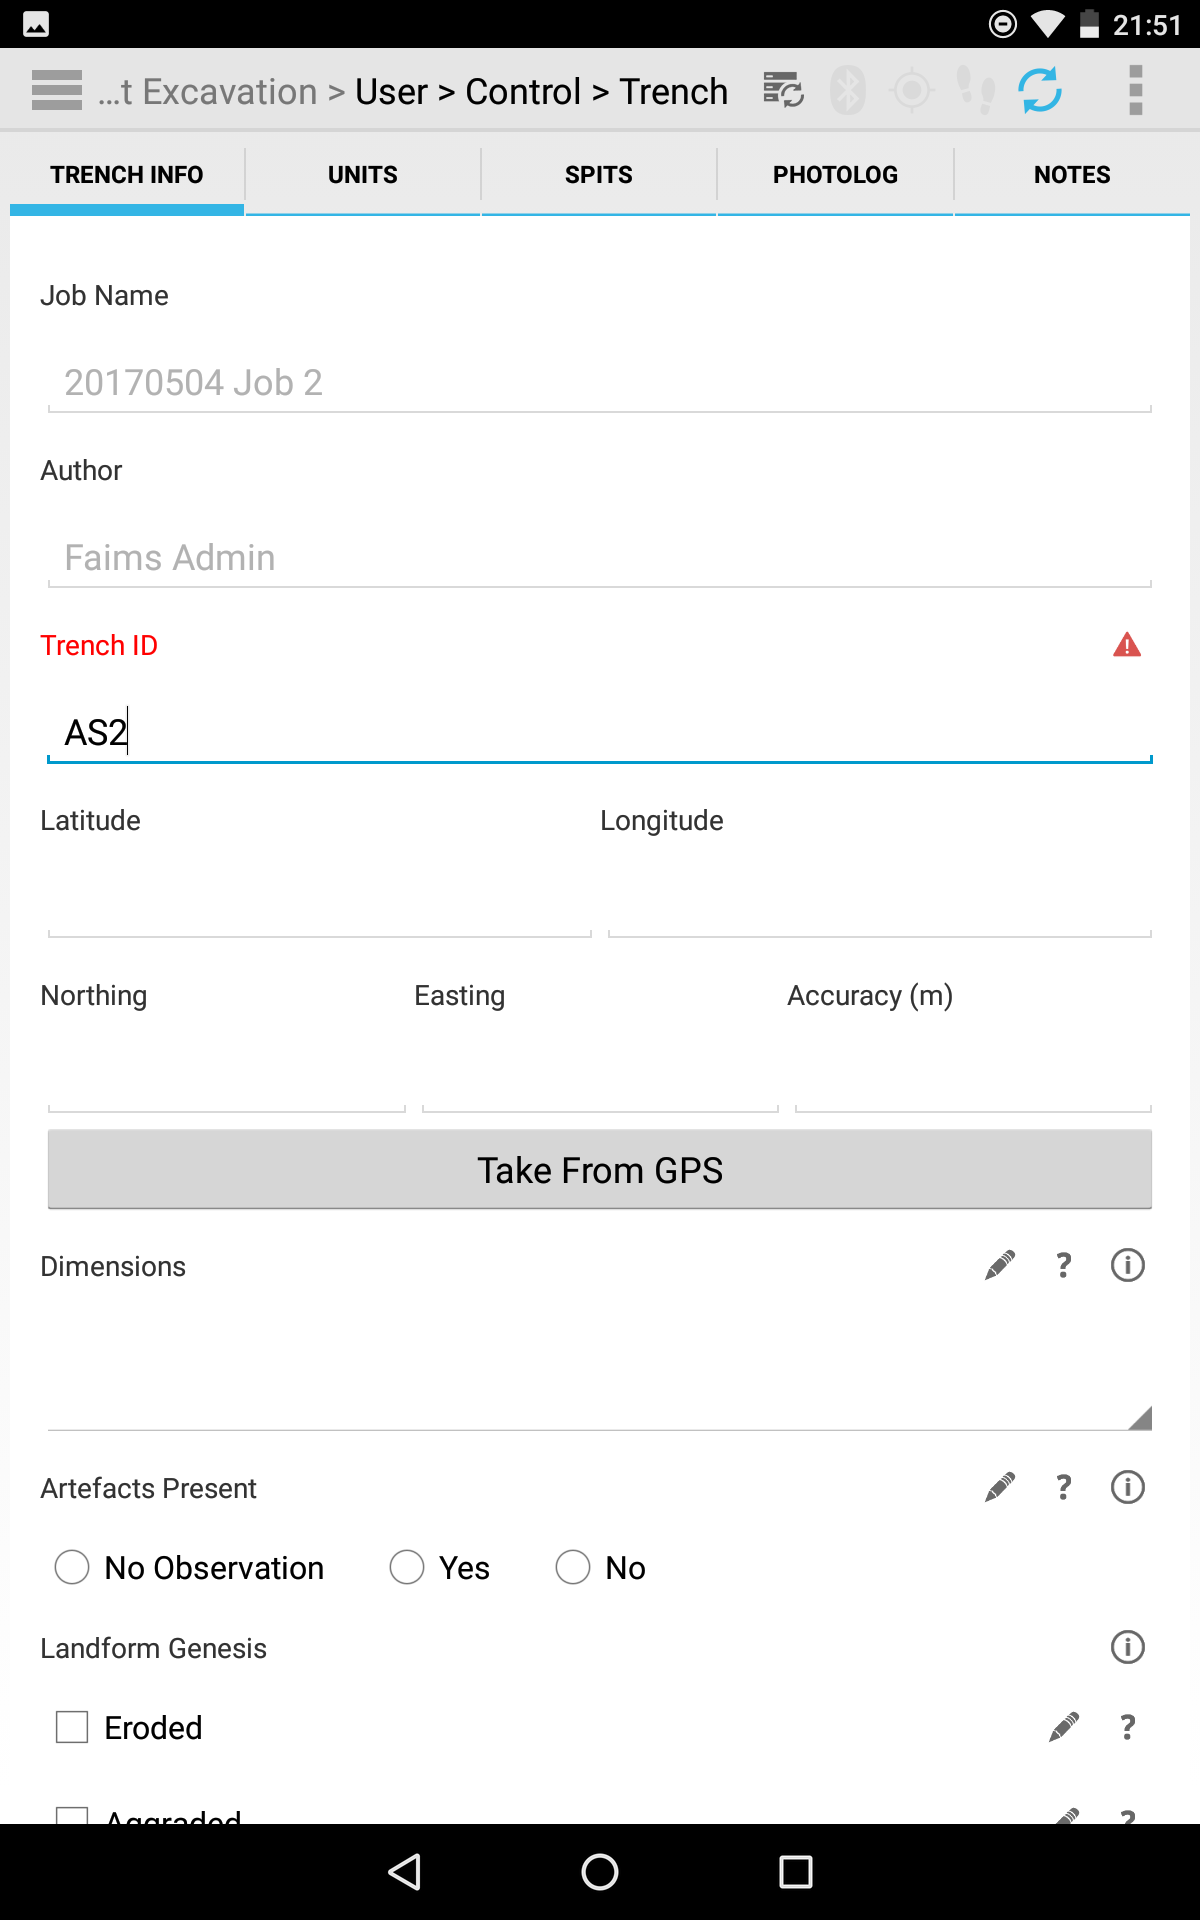 21:51
...t Excavation > User > Control > Trench
TRENCH INFO UNITS SPITS PHOTOLOG NOTES
Job Name
20170504 Job 2
Author
Faims Admin
Trench ID
AS2
Latitude Longitude
Northing Easting Accuracy (m)
Take From GPS
Dimensions ?
Artefacts Present ?
No Observation Yes No
Landform Genesis
Eroded ?
Aggraded ?